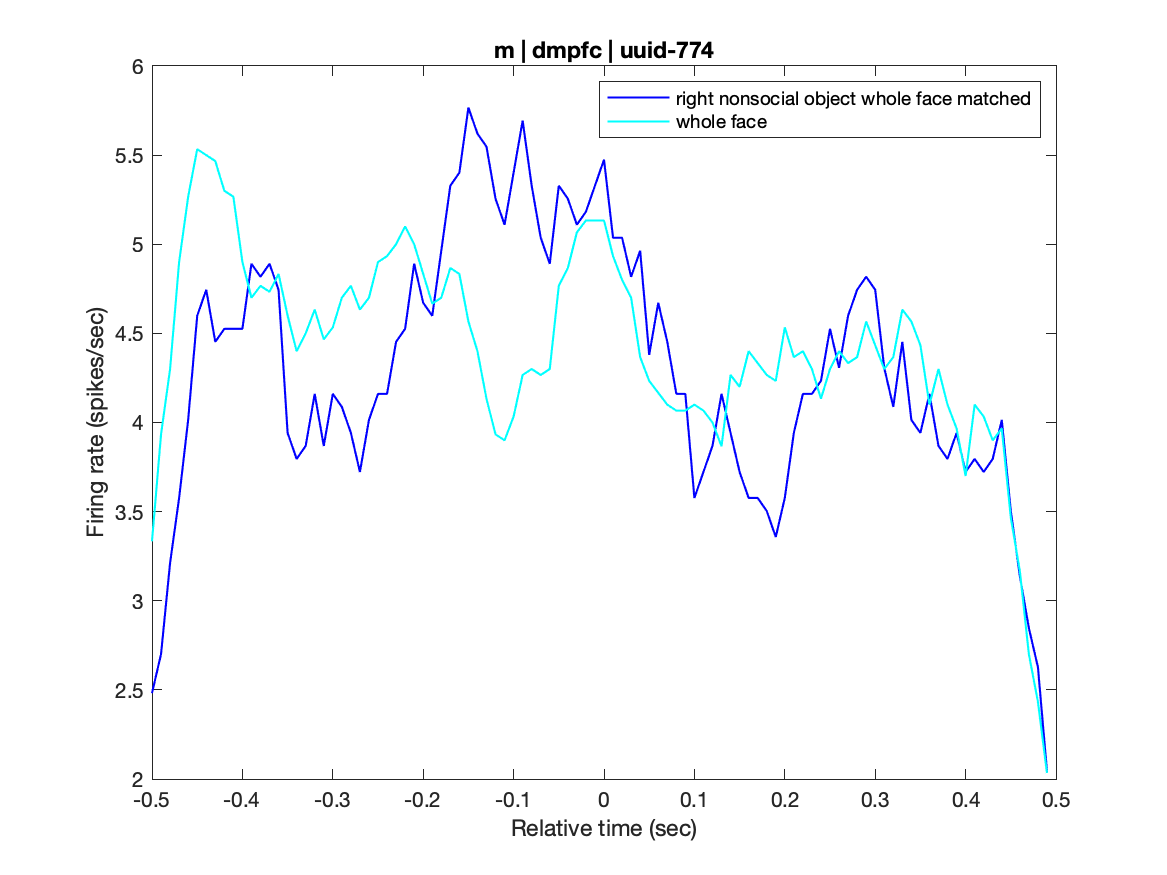 m | dmpfc | uuid-774
right nonsocial object whole face matched
whole face
6
5.5
5
4.5
4
3.5
3
2.5
2
Firing rate (spikes/sec)
-0.5 -0.4 -0.3 -0.2 -0.1 0 0.1 0.2 0.3 0.4 0.5
Relative time (sec)